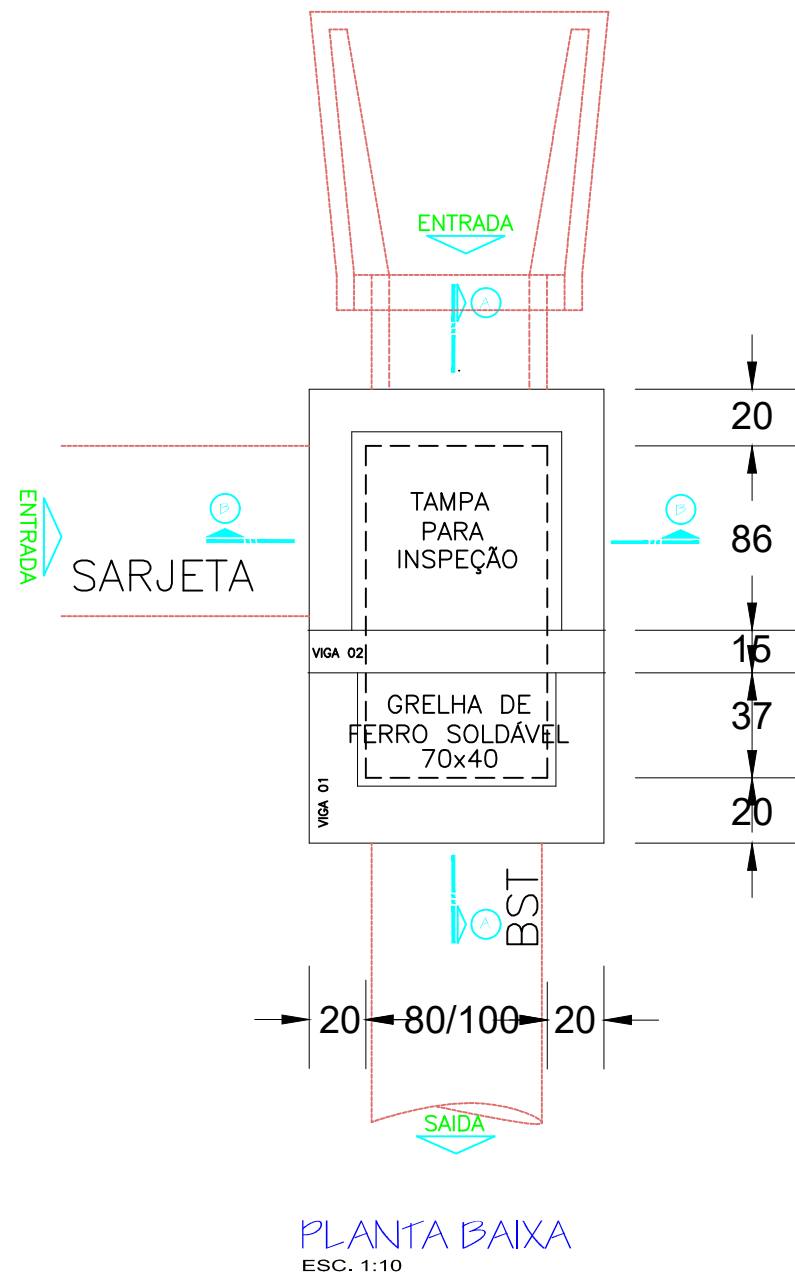 ENTRADA
A
20
ENTRADA
B
TAMPA
PARA
INSPEÇÃO
B
86
SARJETA
VIGA 02
15
GRELHA DE
FERRO SOLDÁVEL
70x40
37
VIGA 01
20
A
BST
20
80/100
20
SAIDA
PLANTA BAIXA
ESC. 1:10